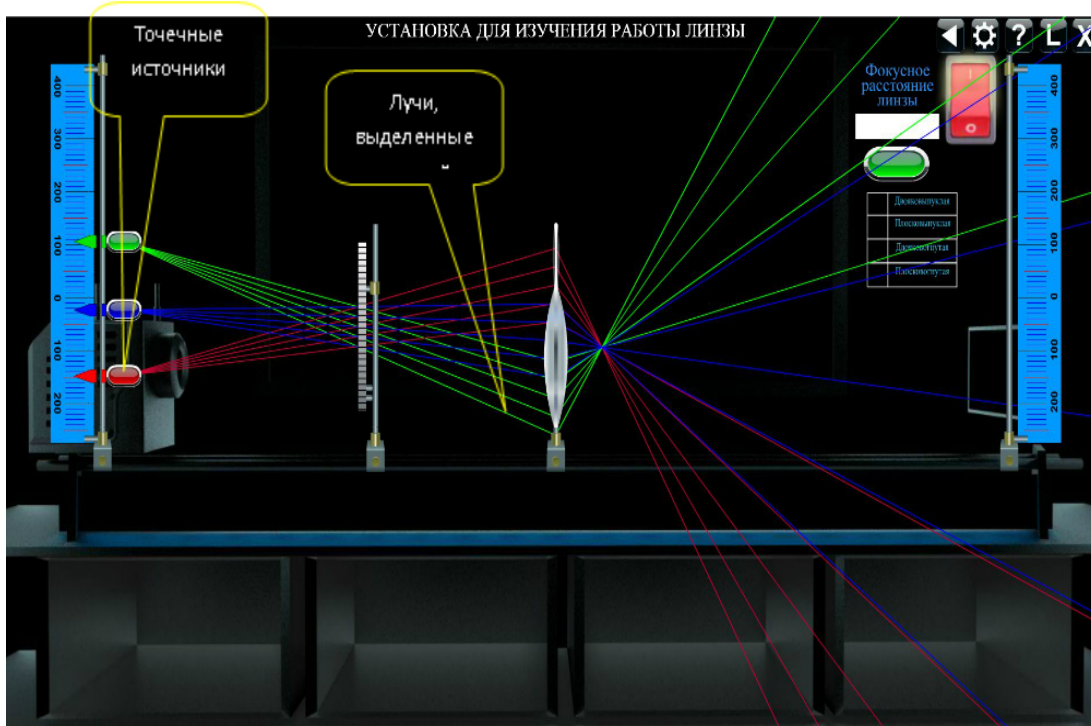 Точечные
источники
УСТАНОВКА ДЛЯ ИЗУЧЕНИЯ РАБОТЫ ЛИНЗЫ
? L X
Лучи,
выделенные
Фокусное
расстояние
линзы
Двояковыпуклая
Плосковыпуклая
Двояковогнутая
Плосковогнутая
400
300
200
100
0
100
200
400
300
200
100
0
100
200